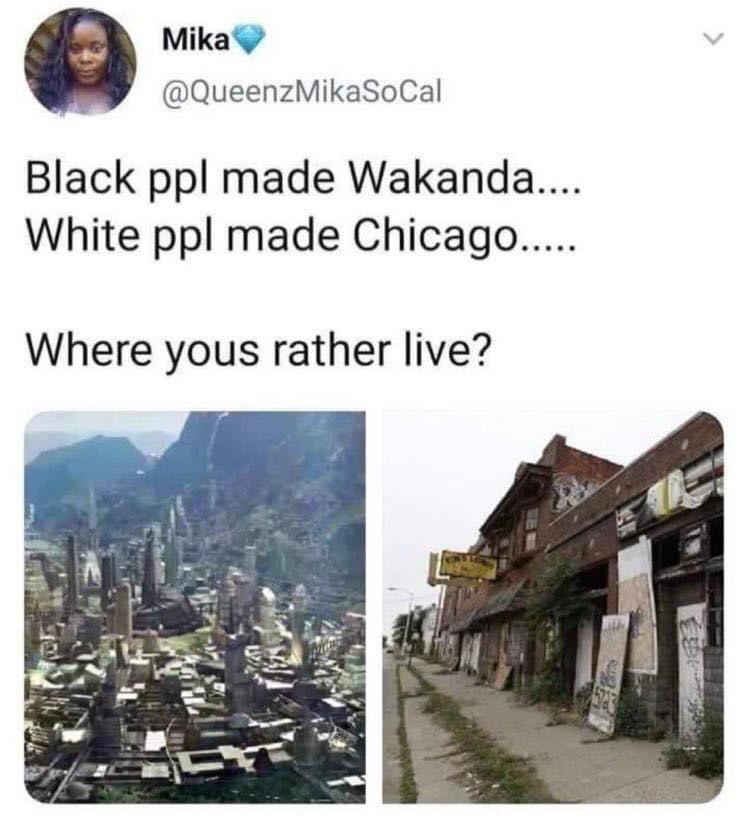 Mika💎
@QueenzMikaSoCal
Black ppl made Wakanda....
White ppl made Chicago.....
Where yous rather live?